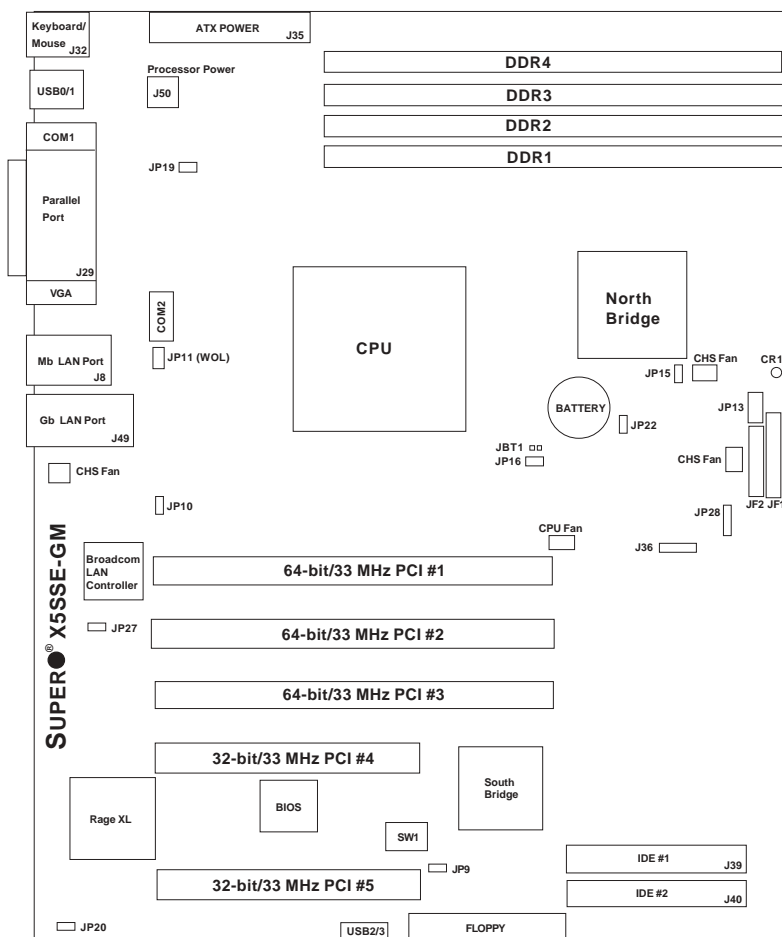 Keyboard/
Mouse
J32
ATX POWER
J35
Processor Power
USB0/1
J50
DDR4
DDR3
DDR2
DDR1
COM1
JP19
Parallel
Port
J29
VGA
COM2
CPU
North
Bridge
Mb LAN Port
J8
JP11 (WOL)
CHS Fan
CR1
JP15
Gb LAN Port
J49
BATTERY
JP13
JP22
JBT1
JP16
CHS Fan
CHS Fan
JF2
JF1
JP10
JP28
CPU Fan
J36
Broadcom
LAN
Controller
64-bit/33 MHz PCI #1
JP27
64-bit/33 MHz PCI #2
64-bit/33 MHz PCI #3
SUPER® X5SSE-GM
32-bit/33 MHz PCI #4
South
Bridge
Rage XL
BIOS
SW1
JP9
IDE #1
J39
32-bit/33 MHz PCI #5
IDE #2
J40
JP20
USB2/3
FLOPPY